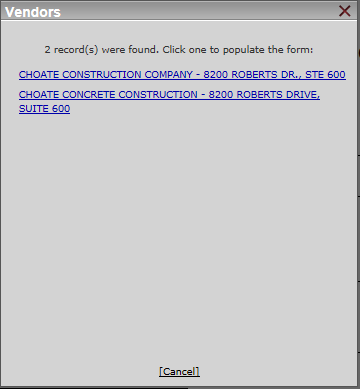 Vendors
2 record(s) were found. Click one to populate the form:
CHOATE CONSTRUCTION COMPANY - 8200 ROBERTS DR., STE 600
CHOATE CONCRETE CONSTRUCTION - 8200 ROBERTS DRIVE,
SUITE 600
[Cancel]